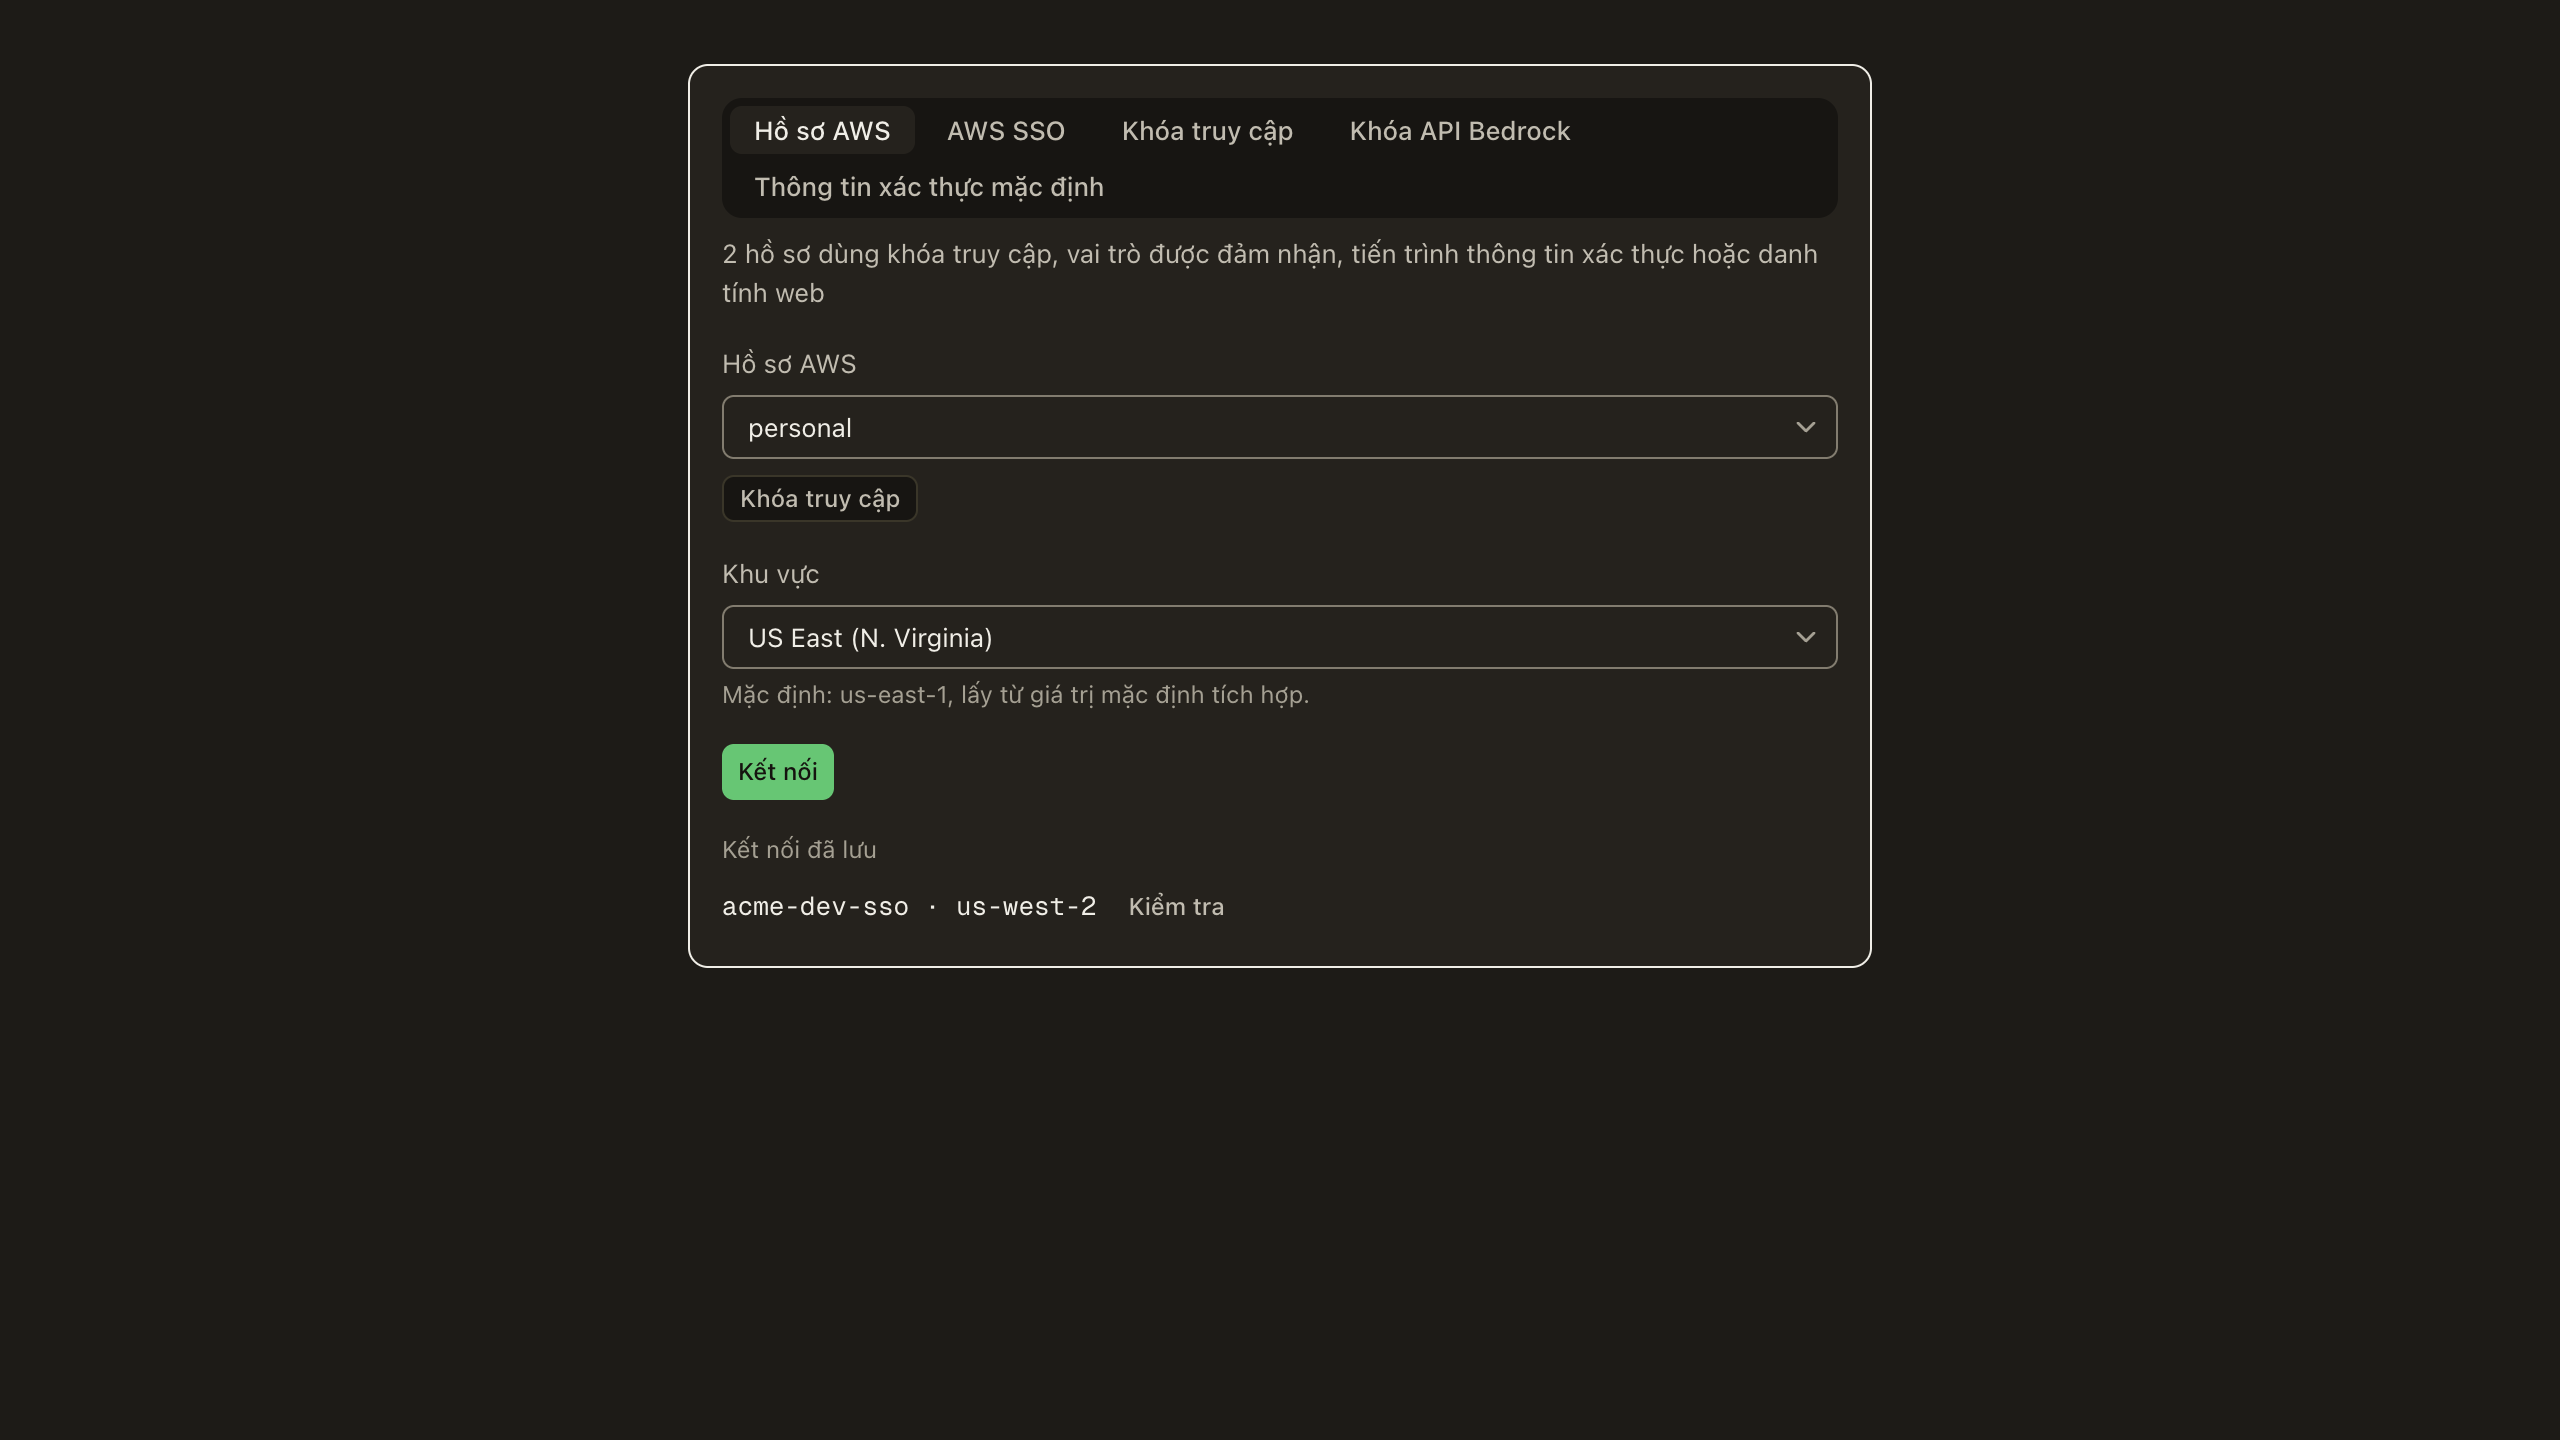 Hồ sơ AWS AWS SSO Khóa truy cập Khóa API Bedrock
Thông tin xác thực mặc định
2 hồ sơ dùng khóa truy cập, vai trò được đảm nhận, tiến trình thông tin xác thực hoặc danh
tính web
Hồ sơ AWS
personal
Khóa truy cập
Khu vực
US East (N. Virginia)
Mặc định: us-east-1, lấy từ giá trị mặc định tích hợp.
Kết nối
Kết nối đã lưu
acme-dev-sso · us-west-2 Kiểm tra